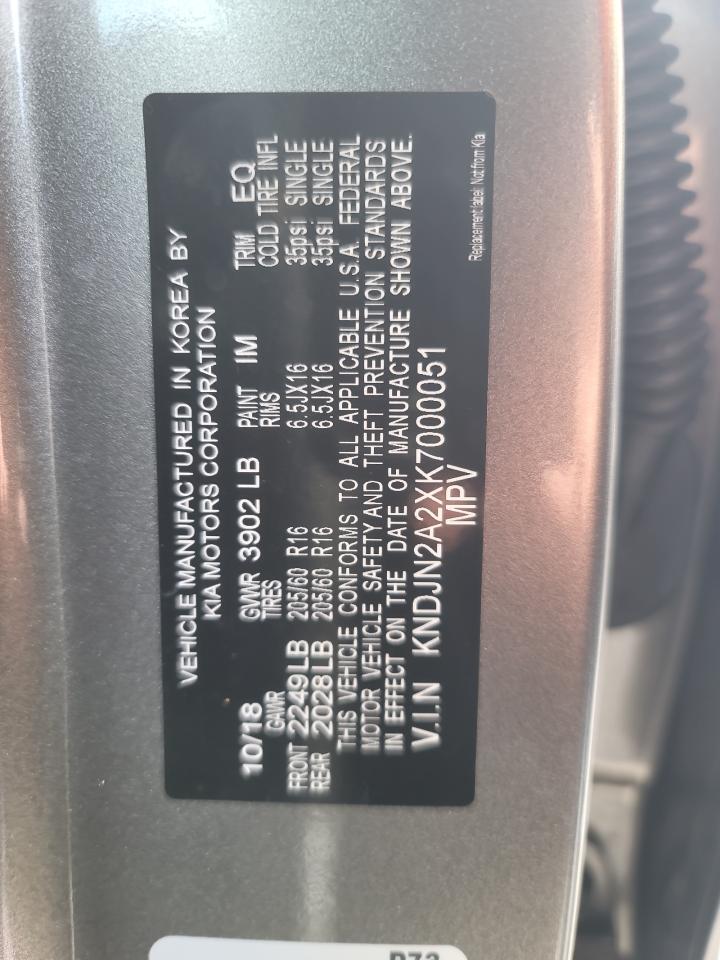 VEHICLE MANUFACTURED IN KOREA BY
KIA MOTORS CORPORATION
10/18 GVWR 3902 LB PAINT IM TRIM EQ
GAWR TIRES RIMS COLD TIRE INFL
FRONT 2249LB 205/60 R16 6.5JX16 35psi SINGLE
REAR 2028LB 205/60 R16 6.5JX16 35psi SINGLE
THIS VEHICLE CONFORMS TO ALL APPLICABLE U.S.A. FEDERAL
MOTOR VEHICLE SAFETY AND THEFT PREVENTION STANDARDS
IN EFFECT ON THE DATE OF MANUFACTURE SHOWN ABOVE.
V.I.N KNDJN2A2XK7000051
MPV
Replacement label: Not from Kia